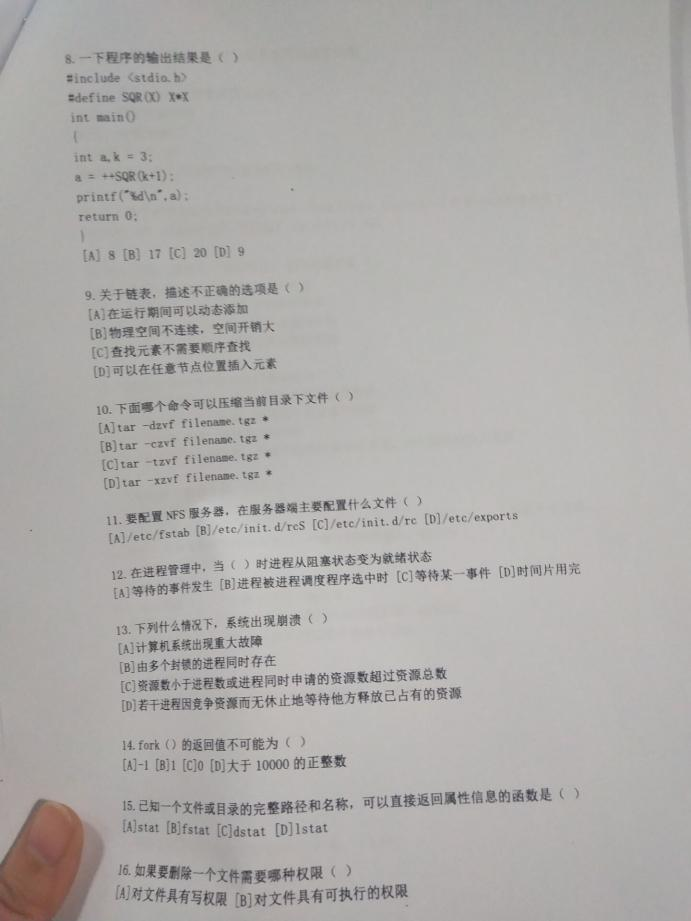 8. 一下程序的输出结果是（ ）
#include <stdio.h>
#define SQR(X) X*X
int main()
{
int a,k = 3;
a = ++SQR(k+1);
printf("%d\n",a);
return 0;
}
[A] 8 [B] 17 [C] 20 [D] 9
9. 关于链表，描述不正确的选项是（ ）
[A]在运行期间可以动态添加
[B]物理空间不连续，空间开销大
[C]查找元素不需要顺序查找
[D]可以在任意节点位置插入元素
10. 下面哪个命令可以压缩当前目录下文件（ ）
[A]tar -dzvf filename.tgz *
[B]tar -czvf filename.tgz *
[C]tar -tzvf filename.tgz *
[D]tar -xzvf filename.tgz *
11. 要配置 NFS 服务器，在服务器端主要配置什么文件（ ）
[A]/etc/fstab [B]/etc/init.d/rcS [C]/etc/init.d/rc [D]/etc/exports
12. 在进程管理中，当（ ）时进程从阻塞状态变为就绪状态
[A]等待的事件发生 [B]进程被进程调度程序选中时 [C]等待某一事件 [D]时间片用完
13. 下列什么情况下，系统出现崩溃（ ）
[A]计算机系统出现重大故障
[B]由多个封锁的进程同时存在
[C]资源数小于进程数或进程同时申请的资源数超过资源总数
[D]若干进程因竞争资源而无休止地等待他方释放已占有的资源
14. fork（）的返回值不可能为（ ）
[A]-1 [B]1 [C]0 [D]大于 10000 的正整数
15. 已知一个文件或目录的完整路径和名称，可以直接返回属性信息的函数是（ ）
[A]stat [B]fstat [C]dstat [D]lstat
16. 如果要删除一个文件需要哪种权限（ ）
[A]对文件具有写权限 [B]对文件具有可执行的权限